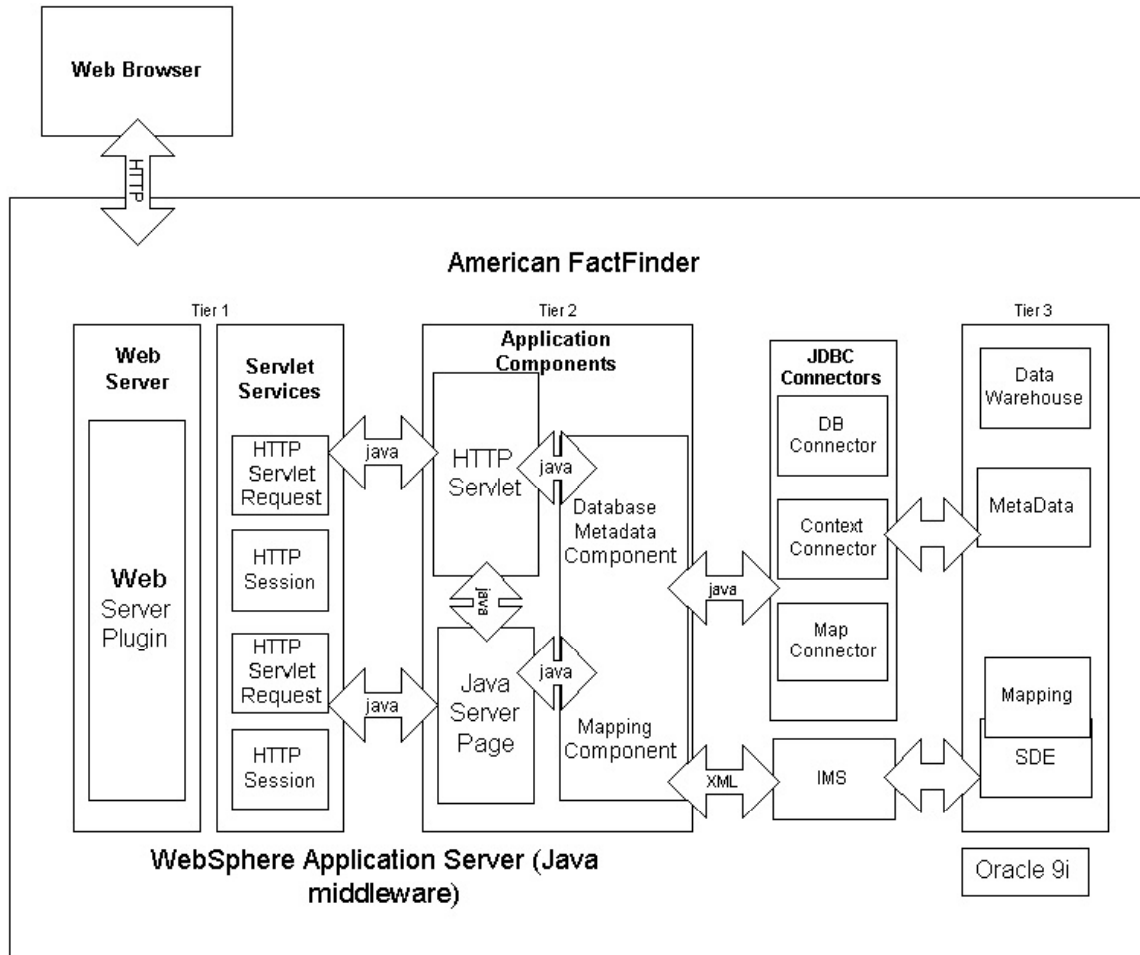 Web Browser
HTTP
American FactFinder
Tier 1
Tier 2
Tier 3
Web
Server
Web
Server
Plugin
Servlet
Services
HTTP
Servlet
Request
HTTP
Session
HTTP
Servlet
Request
HTTP
Session
java
java
Application
Components
HTTP
Servlet
java
java
Java
Server
Page
java
Database
Metadada
Component
Mapping
Component
java
XML
JDBC
Connectors
DB
Connector
Context
Connector
Map
Connector
IMS
Data
Warehouse
MetaData
Mapping
SDE
WebSphere Application Server (Java
middleware)
Oracle 9i